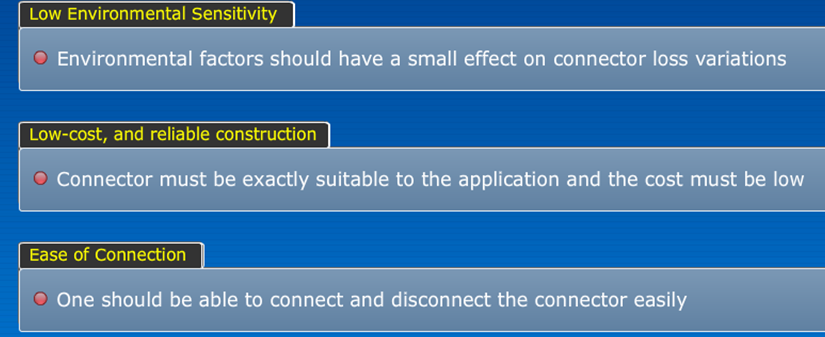 Low Environmental Sensitivity
Environmental factors should have a small effect on connector loss variations
Low-cost, and reliable construction
Connector must be exactly suitable to the application and the cost must be low
Ease of Connection
One should be able to connect and disconnect the connector easily